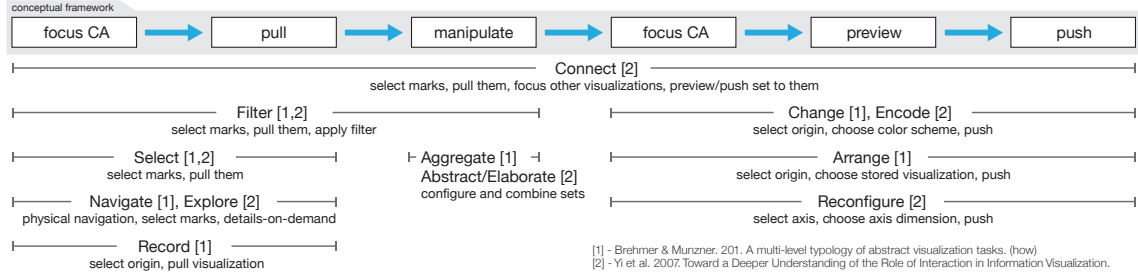 conceptual framework
focus CA pull manipulate focus CA preview push
Connect [2]
select marks, pull them, focus other visualizations, preview/push set to them
Filter [1,2]
select marks, pull them, apply filter
Change [1], Encode [2]
select origin, choose color scheme, push
Select [1,2]
select marks, pull them
Aggregate [1]
Abstract/Elaborate [2]
configure and combine sets
Arrange [1]
select origin, choose stored visualization, push
Navigate [1], Explore [2]
physical navigation, select marks, details-on-demand
Reconfigure [2]
select axis, choose axis dimension, push
Record [1]
select origin, pull visualization
[1] - Brehmer & Munzner. 201. A multi-level typology of abstract visualization tasks. (how)
[2] - Yi et al. 2007. Toward a Deeper Understanding of the Role of Interaction in Information Visualization.